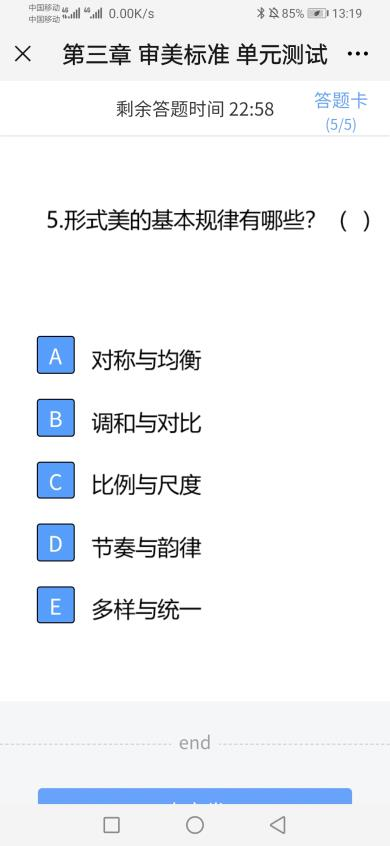 中国移动 4G 4G 0.00K/s 85% 13:19
中国移动
第三章 审美标准 单元测试
剩余答题时间 22:58
答题卡
(5/5)
5.形式美的基本规律有哪些？（ ）
A 对称与均衡
B 调和与对比
C 比例与尺度
D 节奏与韵律
E 多样与统一
end